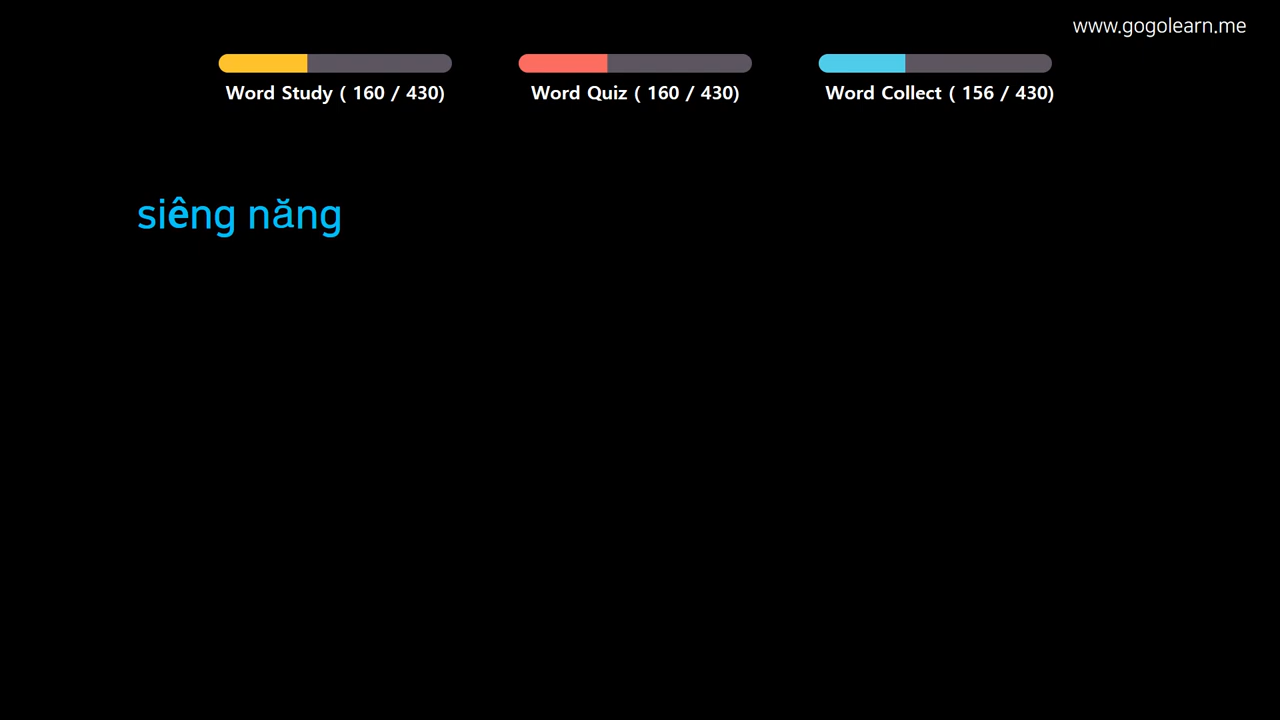 www.gogolearn.me
Word Study ( 160 / 430)
Word Quiz ( 160 / 430)
Word Collect ( 156 / 430)
siêng năng